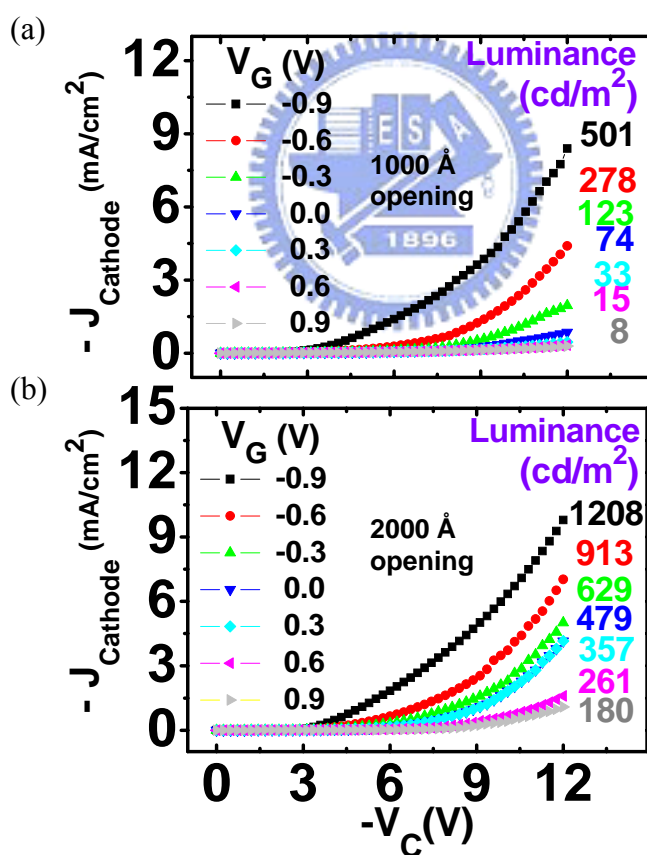 (a)
- J_Cathode (mA/cm²)
12
9
6
3
0
V_G (V)
-0.9
-0.6
-0.3
0.0
0.3
0.6
0.9
E S A
1896
1000 Å
opening
Luminance
(cd/m²)
501
278
123
74
33
15
8
(b)
- J_Cathode (mA/cm²)
15
12
9
6
3
0
V_G (V)
-0.9
-0.6
-0.3
0.0
0.3
0.6
0.9
2000 Å
opening
Luminance
(cd/m²)
1208
913
629
479
357
261
180
0 3 6 9 12
-V_C(V)